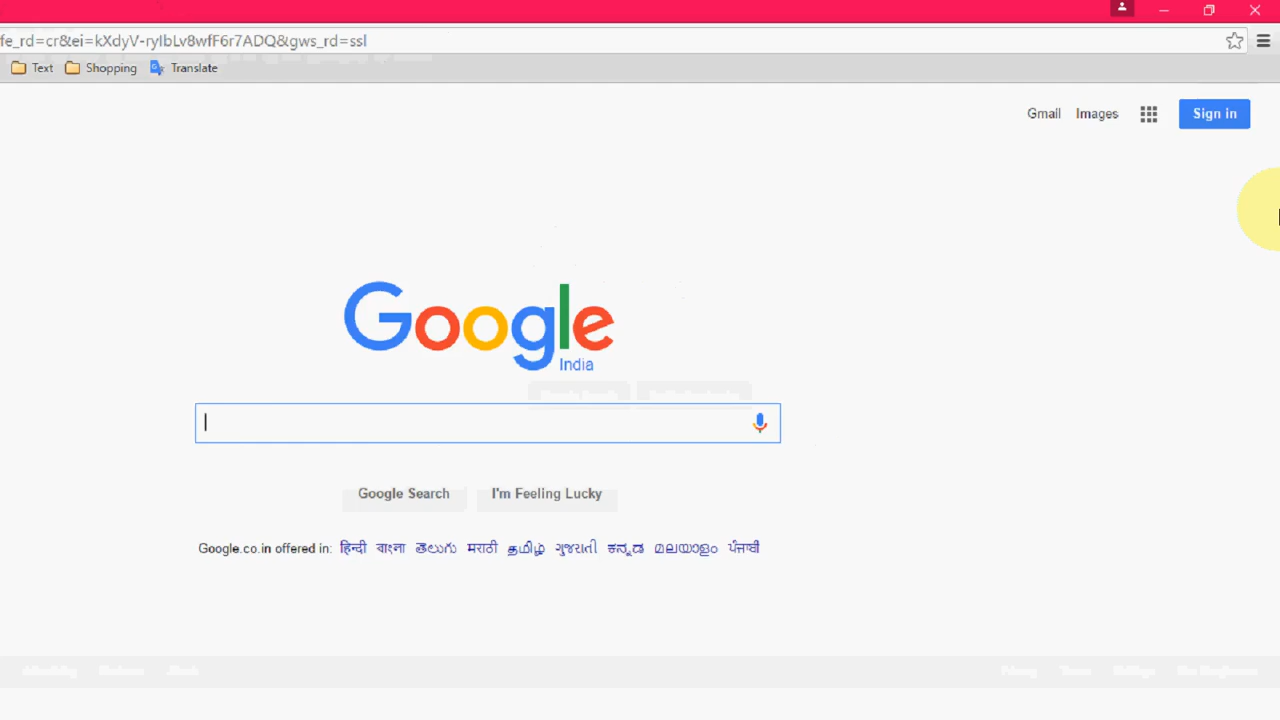 fe_rd=cr&ei=kXdyV-ryIbLv8wfF6r7ADQ&gws_rd=ssl
Text Shopping Translate
Gmail Images Sign in
Google
India
Google Search I'm Feeling Lucky
Google.co.in offered in: हिन्दी বাংলা తెలుగు मराठी தமிழ் ગુજરાતી ಕನ್ನಡ മലയാളം ਪੰਜਾਬੀ